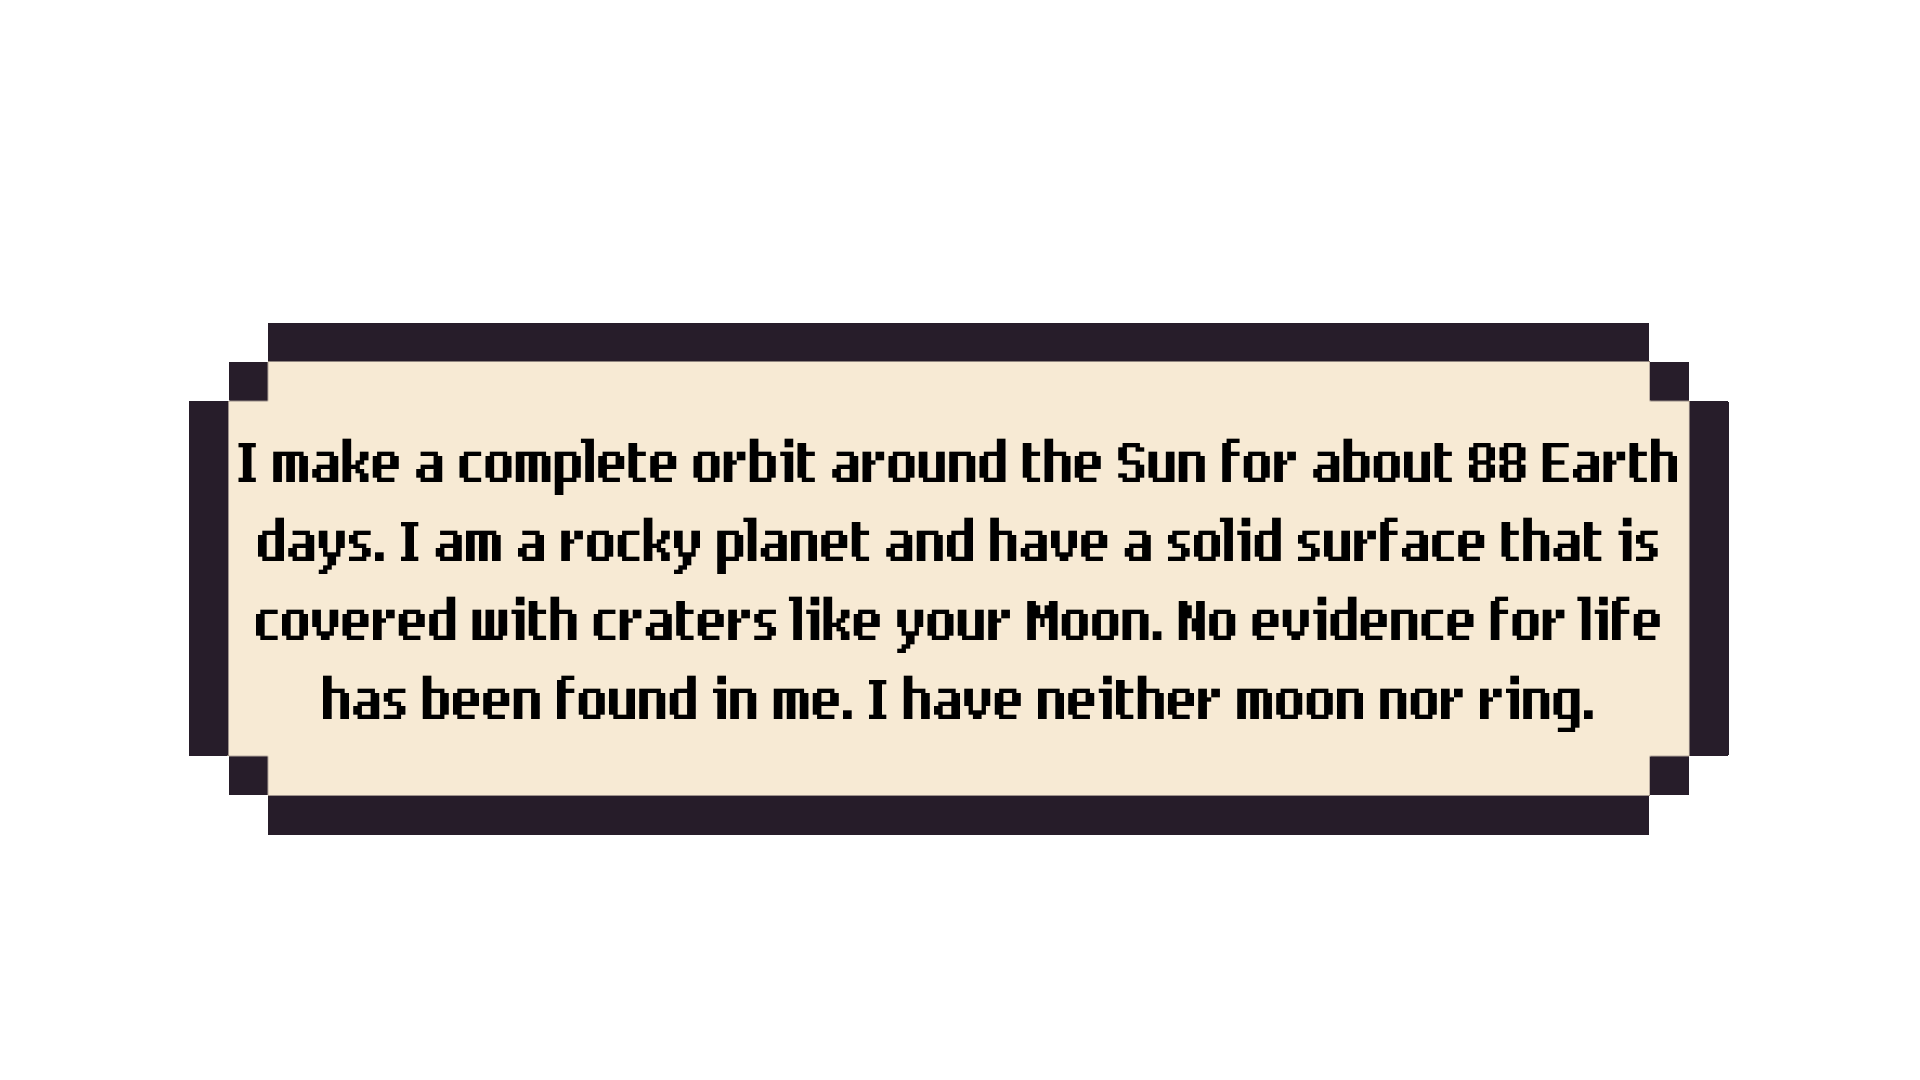 I make a complete orbit around the Sun for about 88 Earth
days. I am a rocky planet and have a solid surface that is
covered with craters like your Moon. No evidence for life
has been found in me. I have neither moon nor ring.